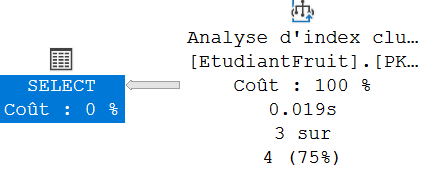 SELECT
Coût : 0 %
Analyse d'index clu…
[EtudiantFruit].[PK…
Coût : 100 %
0.019s
3 sur
4 (75%)